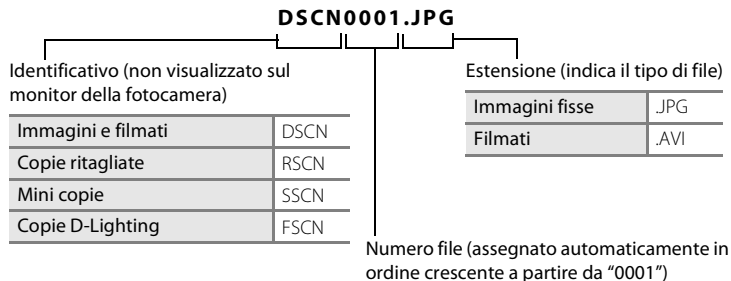 DSCN0001.JPG
Identificativo (non visualizzato sul
monitor della fotocamera)
Immagini e filmati DSCN
Copie ritagliate RSCN
Mini copie SSCN
Copie D-Lighting FSCN
Estensione (indica il tipo di file)
Immagini fisse .JPG
Filmati .AVI
Numero file (assegnato automaticamente in
ordine crescente a partire da “0001”)